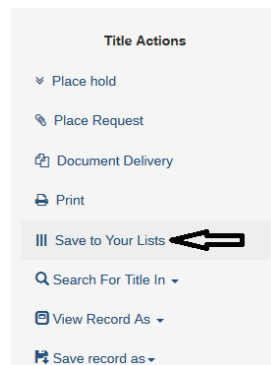 Title Actions
Place hold
Place Request
Document Delivery
Print
Save to Your Lists
Search For Title In
View Record As
Save record as